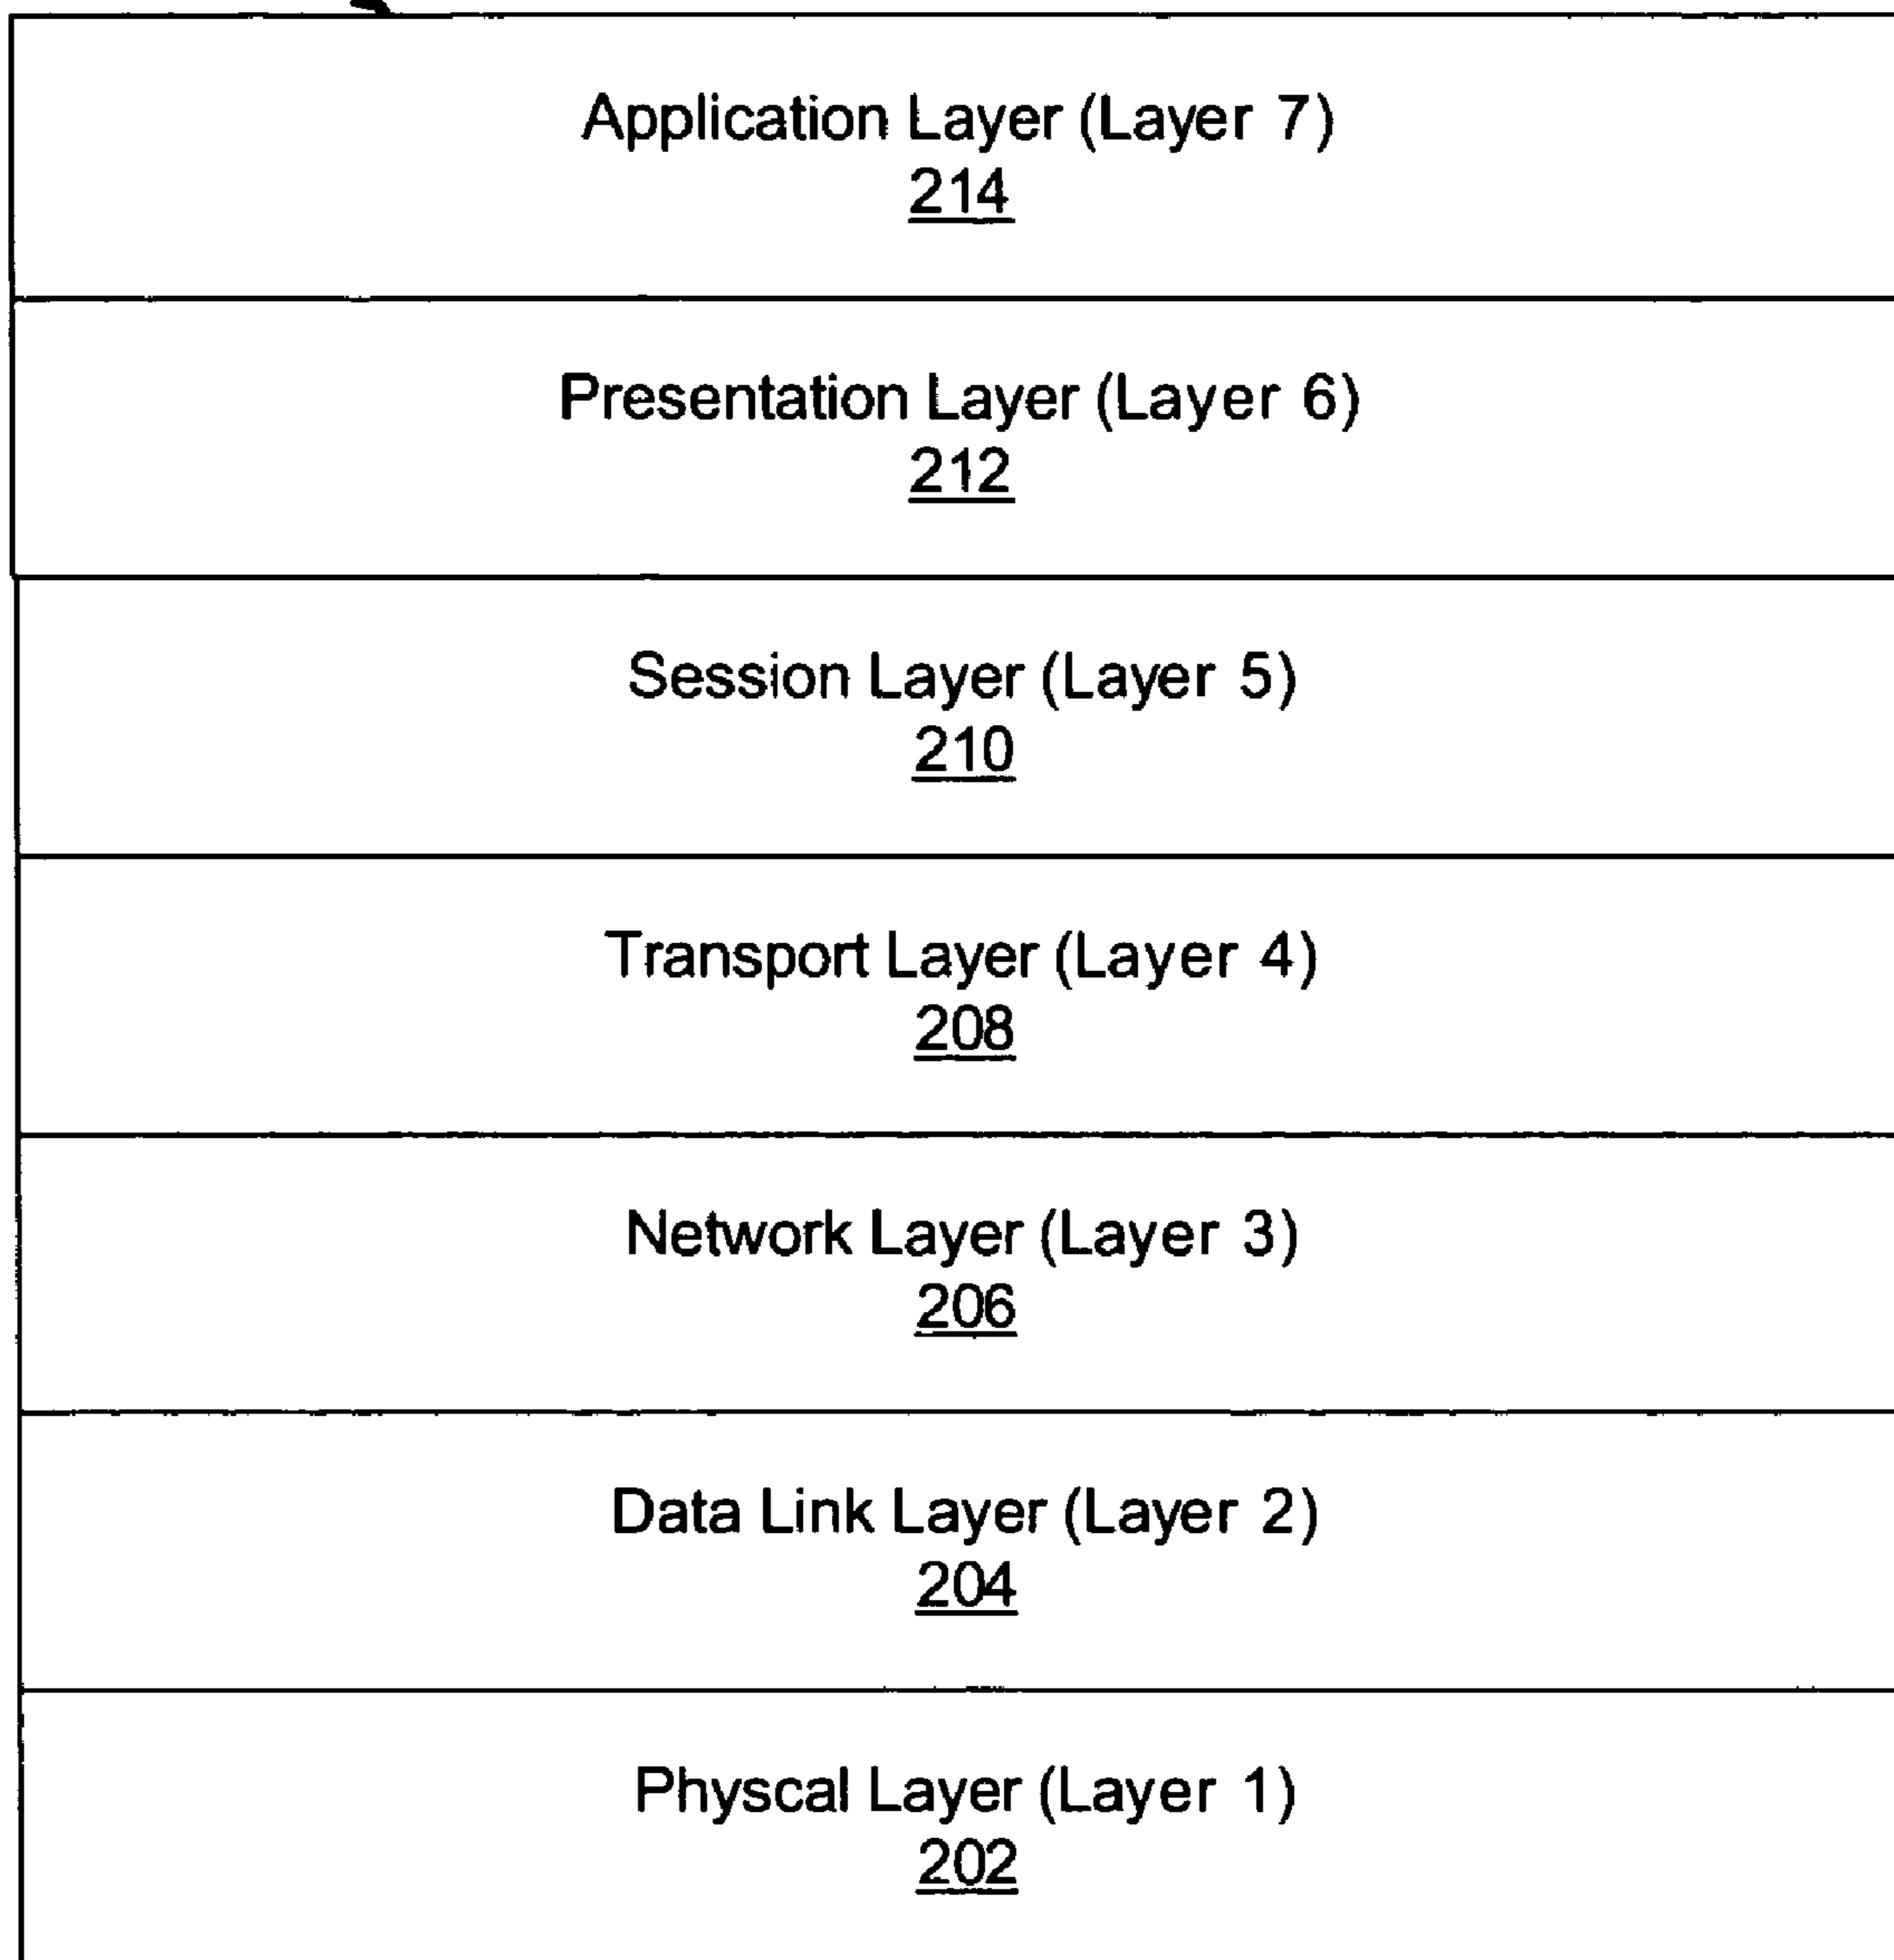 Application Layer (Layer 7)
214
Presentation Layer (Layer 6)
212
Session Layer (Layer 5)
210
Transport Layer (Layer 4)
208
Network Layer (Layer 3)
206
Data Link Layer (Layer 2)
204
Physcal Layer (Layer 1)
202